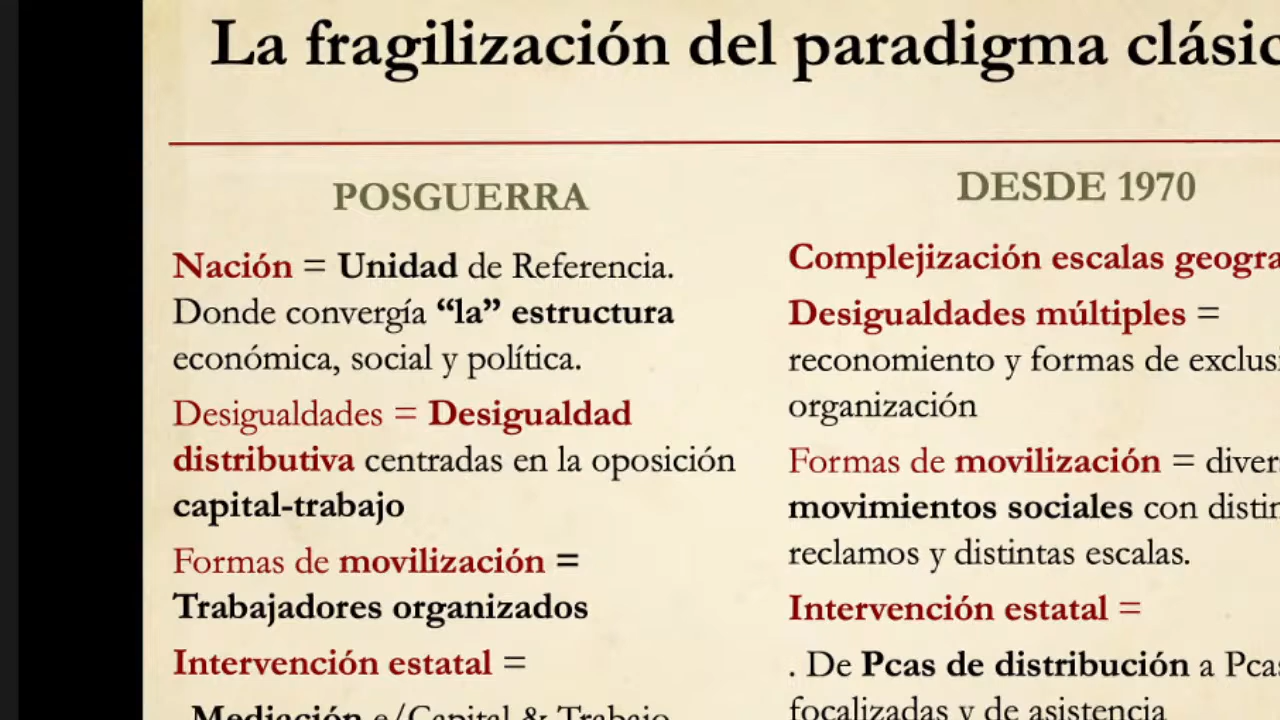 La fragilización del paradigma clásic
POSGUERRA
Nación = Unidad de Referencia.
Donde convergía “la” estructura
económica, social y política.
Desigualdades = Desigualdad
distributiva centradas en la oposición
capital-trabajo
Formas de movilización =
Trabajadores organizados
Intervención estatal =
. Mediación e/Capital & Trabajo
DESDE 1970
Complejización escalas geogra
Desigualdades múltiples =
reconomiento y formas de exclusi
organización
Formas de movilización = diver
movimientos sociales con distin
reclamos y distintas escalas.
Intervención estatal =
. De Pcas de distribución a Pcas
focalizadas y de asistencia